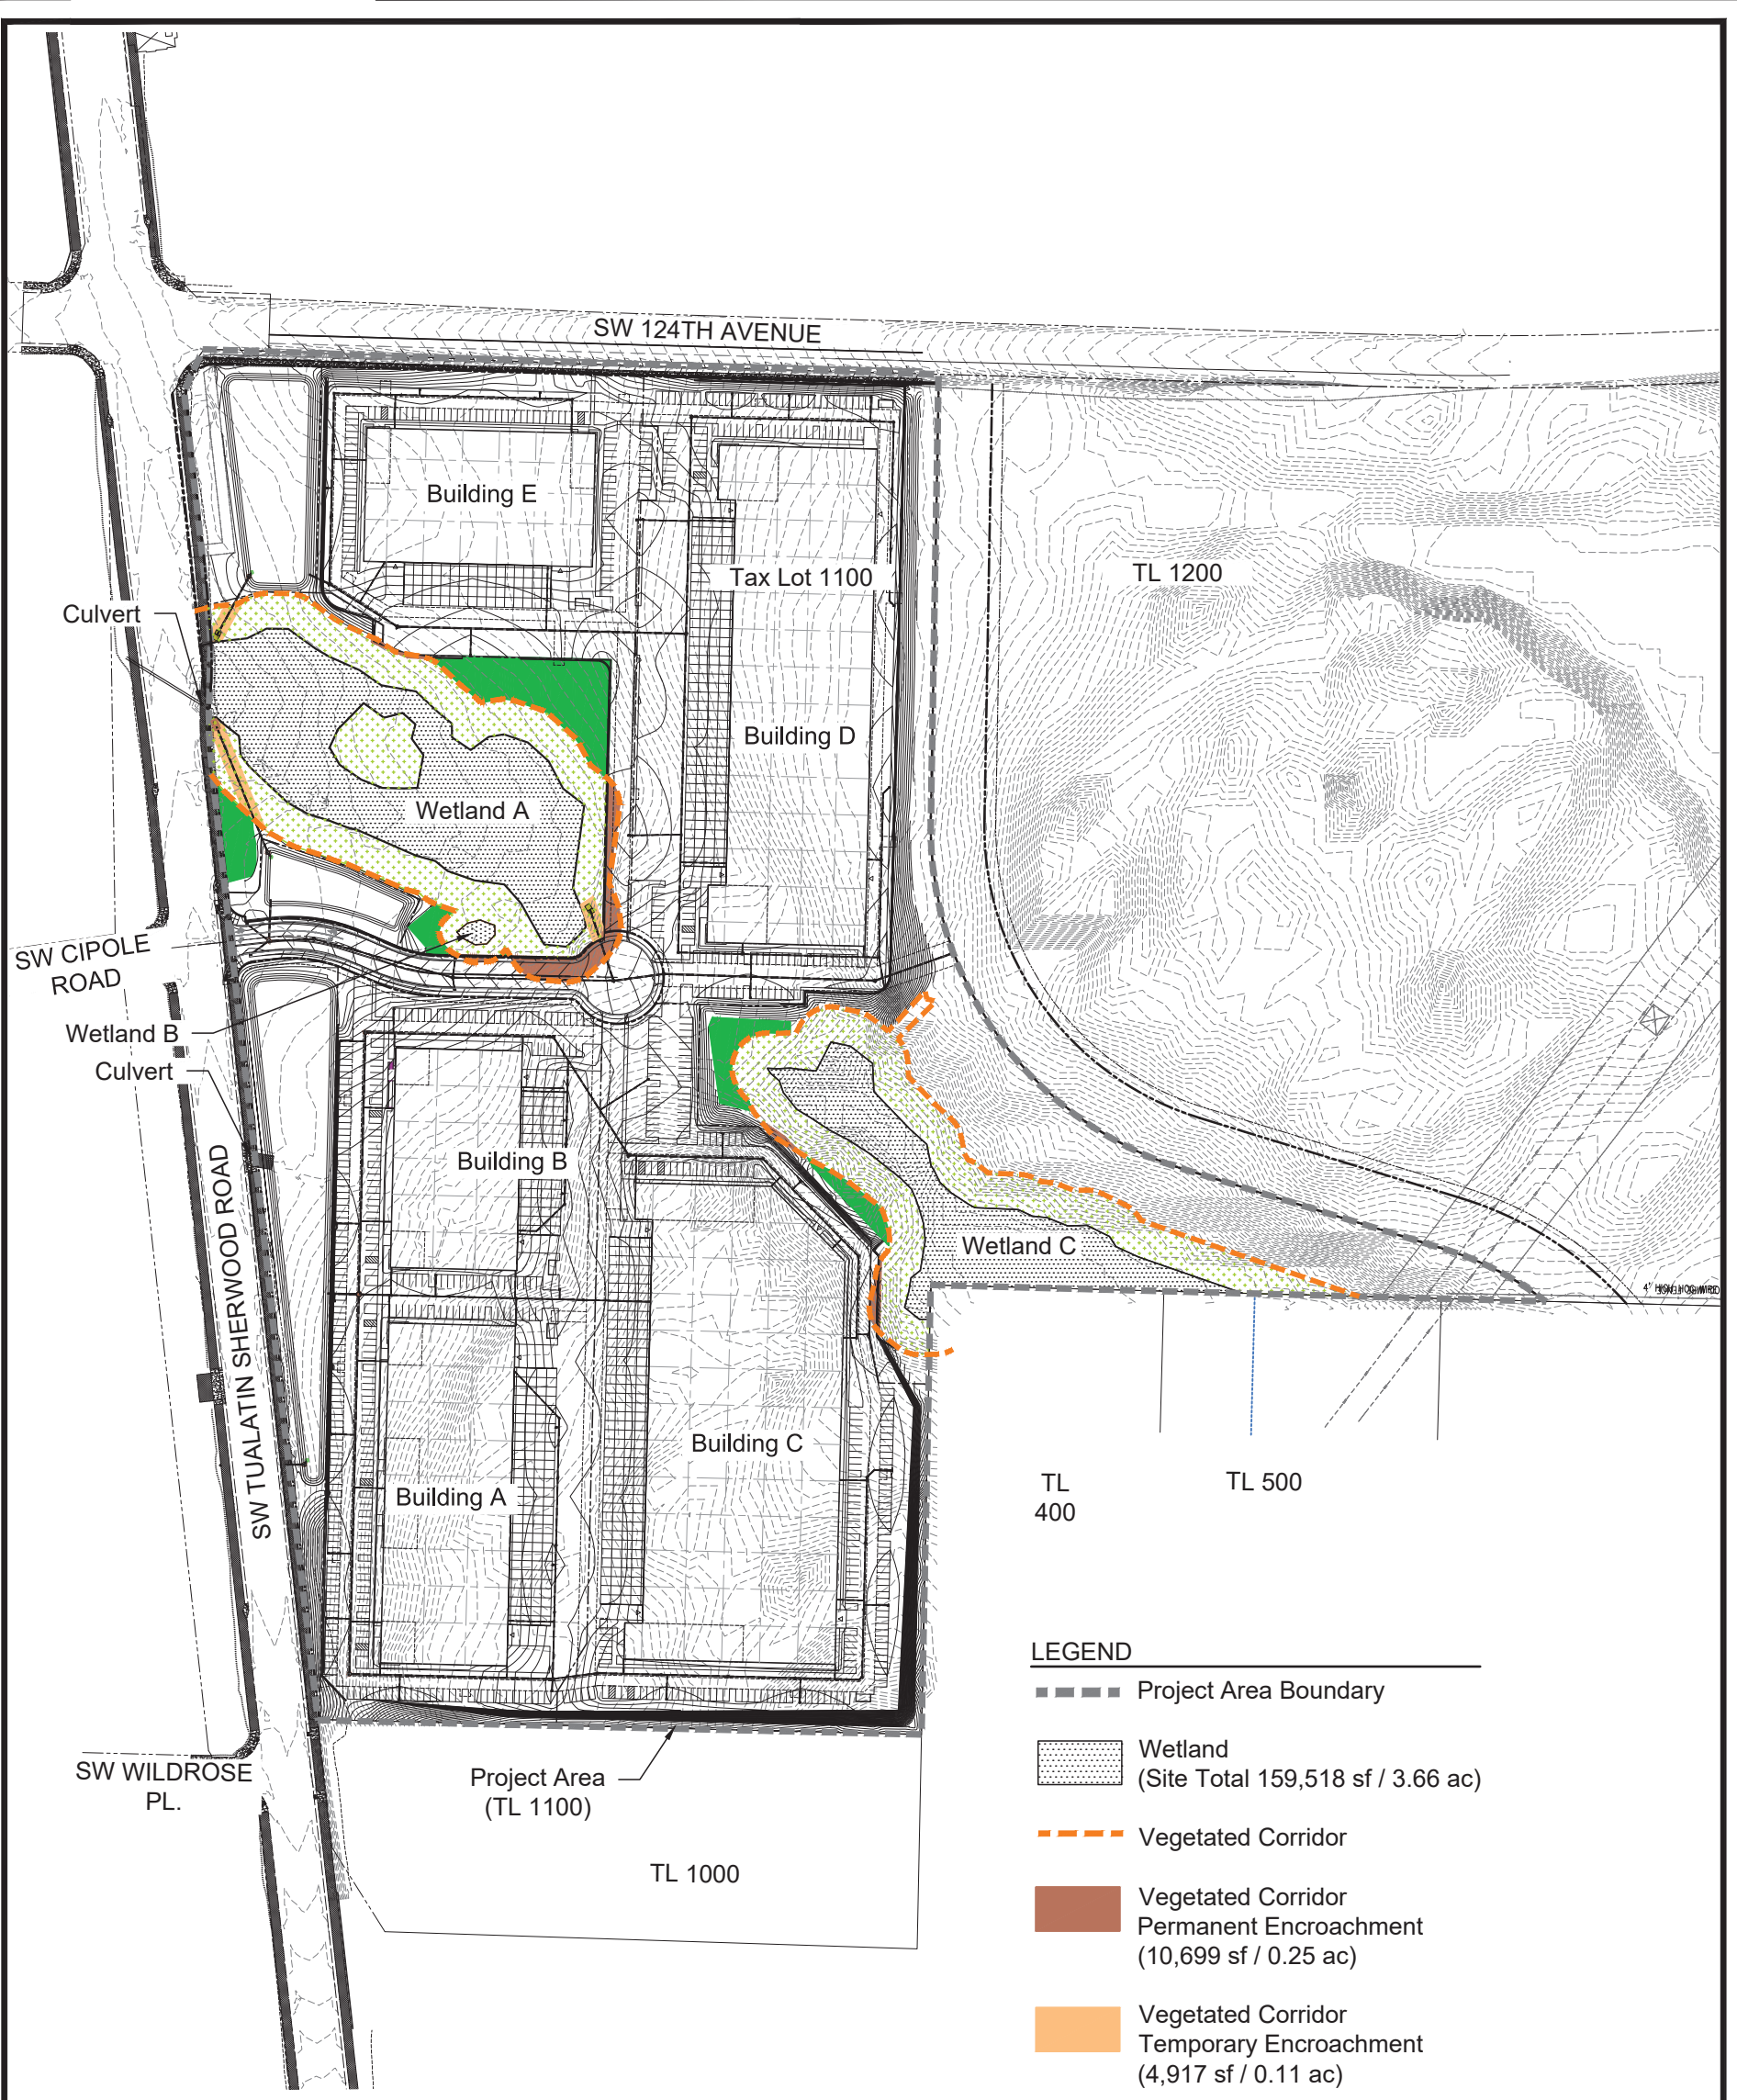 SW 124TH AVENUE
Building E
Tax Lot 1100
TL 1200
Culvert
Building D
Wetland A
SW CIPOLE
ROAD
Wetland B
Culvert
Building B
SW TUALATIN SHERWOOD ROAD
Wetland C
Building C
Building A
TL
400
TL 500
LEGEND
Project Area Boundary
Wetland
(Site Total 159,518 sf / 3.66 ac)
Vegetated Corridor
Vegetated Corridor
Permanent Encroachment
(10,699 sf / 0.25 ac)
Vegetated Corridor
Temporary Encroachment
(4,917 sf / 0.11 ac)
SW WILDROSE
PL.
Project Area
(TL 1100)
TL 1000